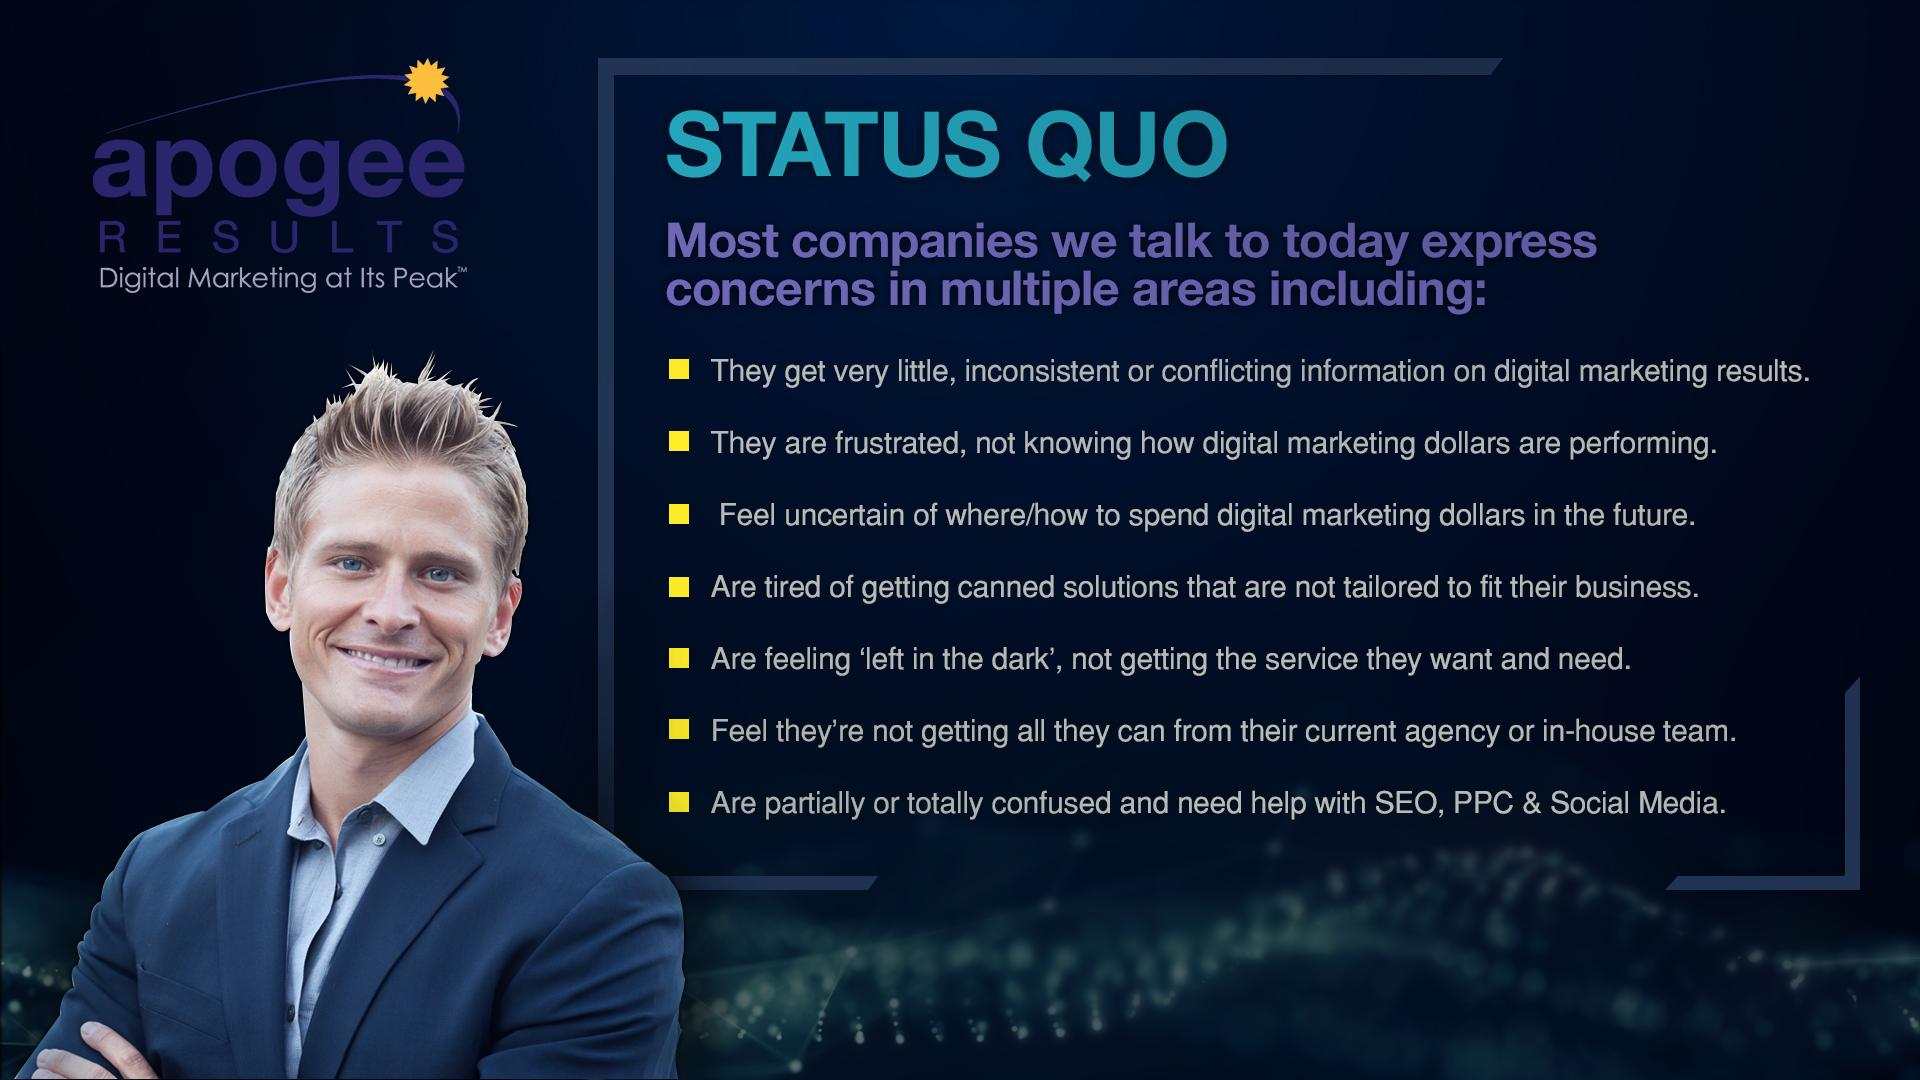 apogee
RESULTS
Digital Marketing at Its Peak™
STATUS QUO
Most companies we talk to today express
concerns in multiple areas including:
They get very little, inconsistent or conflicting information on digital marketing results.
They are frustrated, not knowing how digital marketing dollars are performing.
Feel uncertain of where/how to spend digital marketing dollars in the future.
Are tired of getting canned solutions that are not tailored to fit their business.
Are feeling ‘left in the dark’, not getting the service they want and need.
Feel they’re not getting all they can from their current agency or in-house team.
Are partially or totally confused and need help with SEO, PPC & Social Media.